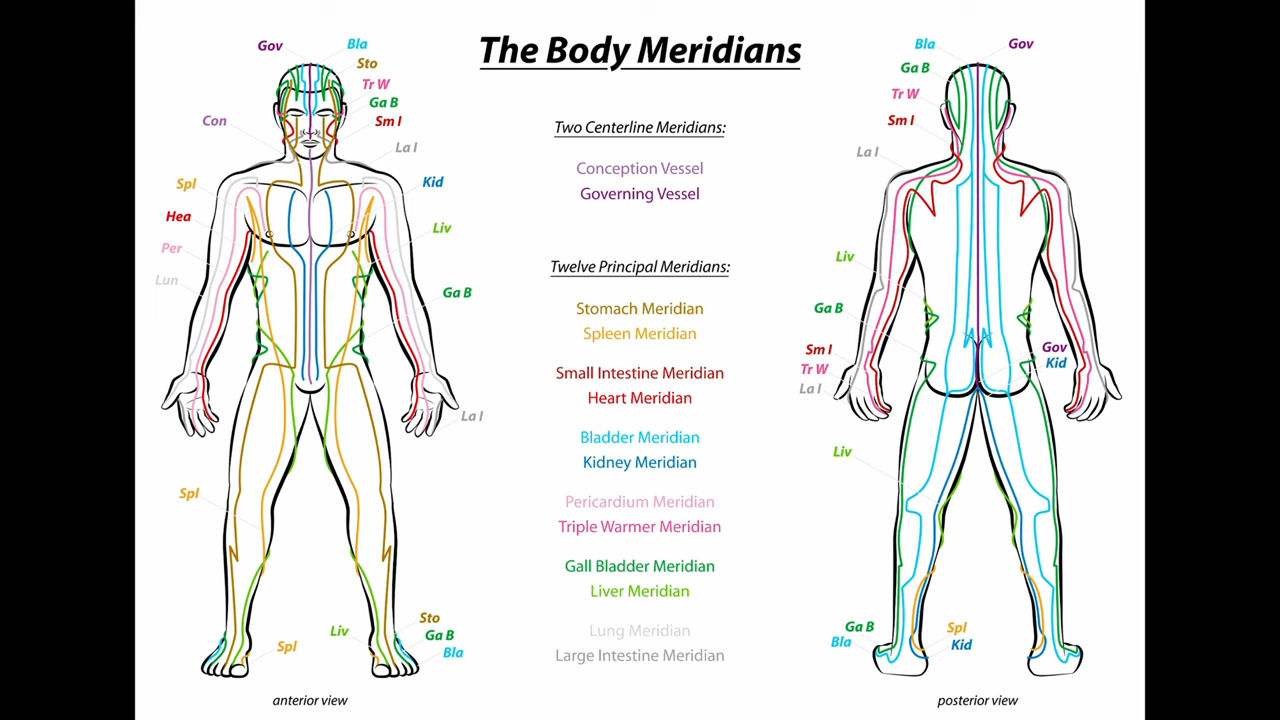 The Body Meridians
Gov
Bla
Sto
Tr W
Ga B
Sm I
Con
La I
Spl
Kid
Hea
Liv
Per
Lun
Ga B
La I
Spl
Sto
Liv
Ga B
Spl
Bla
anterior view
Two Centerline Meridians:
Conception Vessel
Governing Vessel
Twelve Principal Meridians:
Stomach Meridian
Spleen Meridian
Small Intestine Meridian
Heart Meridian
Bladder Meridian
Kidney Meridian
Pericardium Meridian
Triple Warmer Meridian
Gall Bladder Meridian
Liver Meridian
Lung Meridian
Large Intestine Meridian
Bla
Gov
Ga B
Tr W
Sm I
La I
Liv
Ga B
Sm I
Gov
Kid
Tr W
La I
Liv
Ga B
Spl
Bla
Kid
posterior view